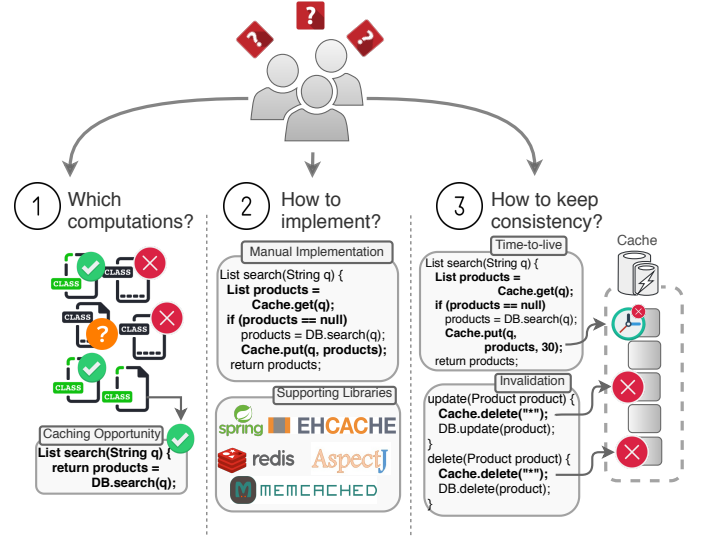 ?
?
?
1
Which
computations?
CLASS
CLASS
CLASS
?
CLASS
CLASS
CLASS
Caching Opportunity
List search(String q) {
return products =
DB.search(q);
2
How to
implement?
Manual Implementation
List search(String q) {
List products =
Cache.get(q);
if (products == null)
products = DB.search(q);
Cache.put(q, products);
return products;
Supporting Libraries
spring
EHCACHE
redis
AspectJ
M
MEMCACHED
3
How to keep
consistency?
Time-to-live
List search(String q) {
List products =
Cache.get(q);
if (products == null)
products = DB.search(q);
Cache.put(q,
products, 30);
return products;
Invalidation
update(Product product) {
Cache.delete("*");
DB.update(product);
}
delete(Product product) {
Cache.delete("*");
DB.delete(product);
}
Cache